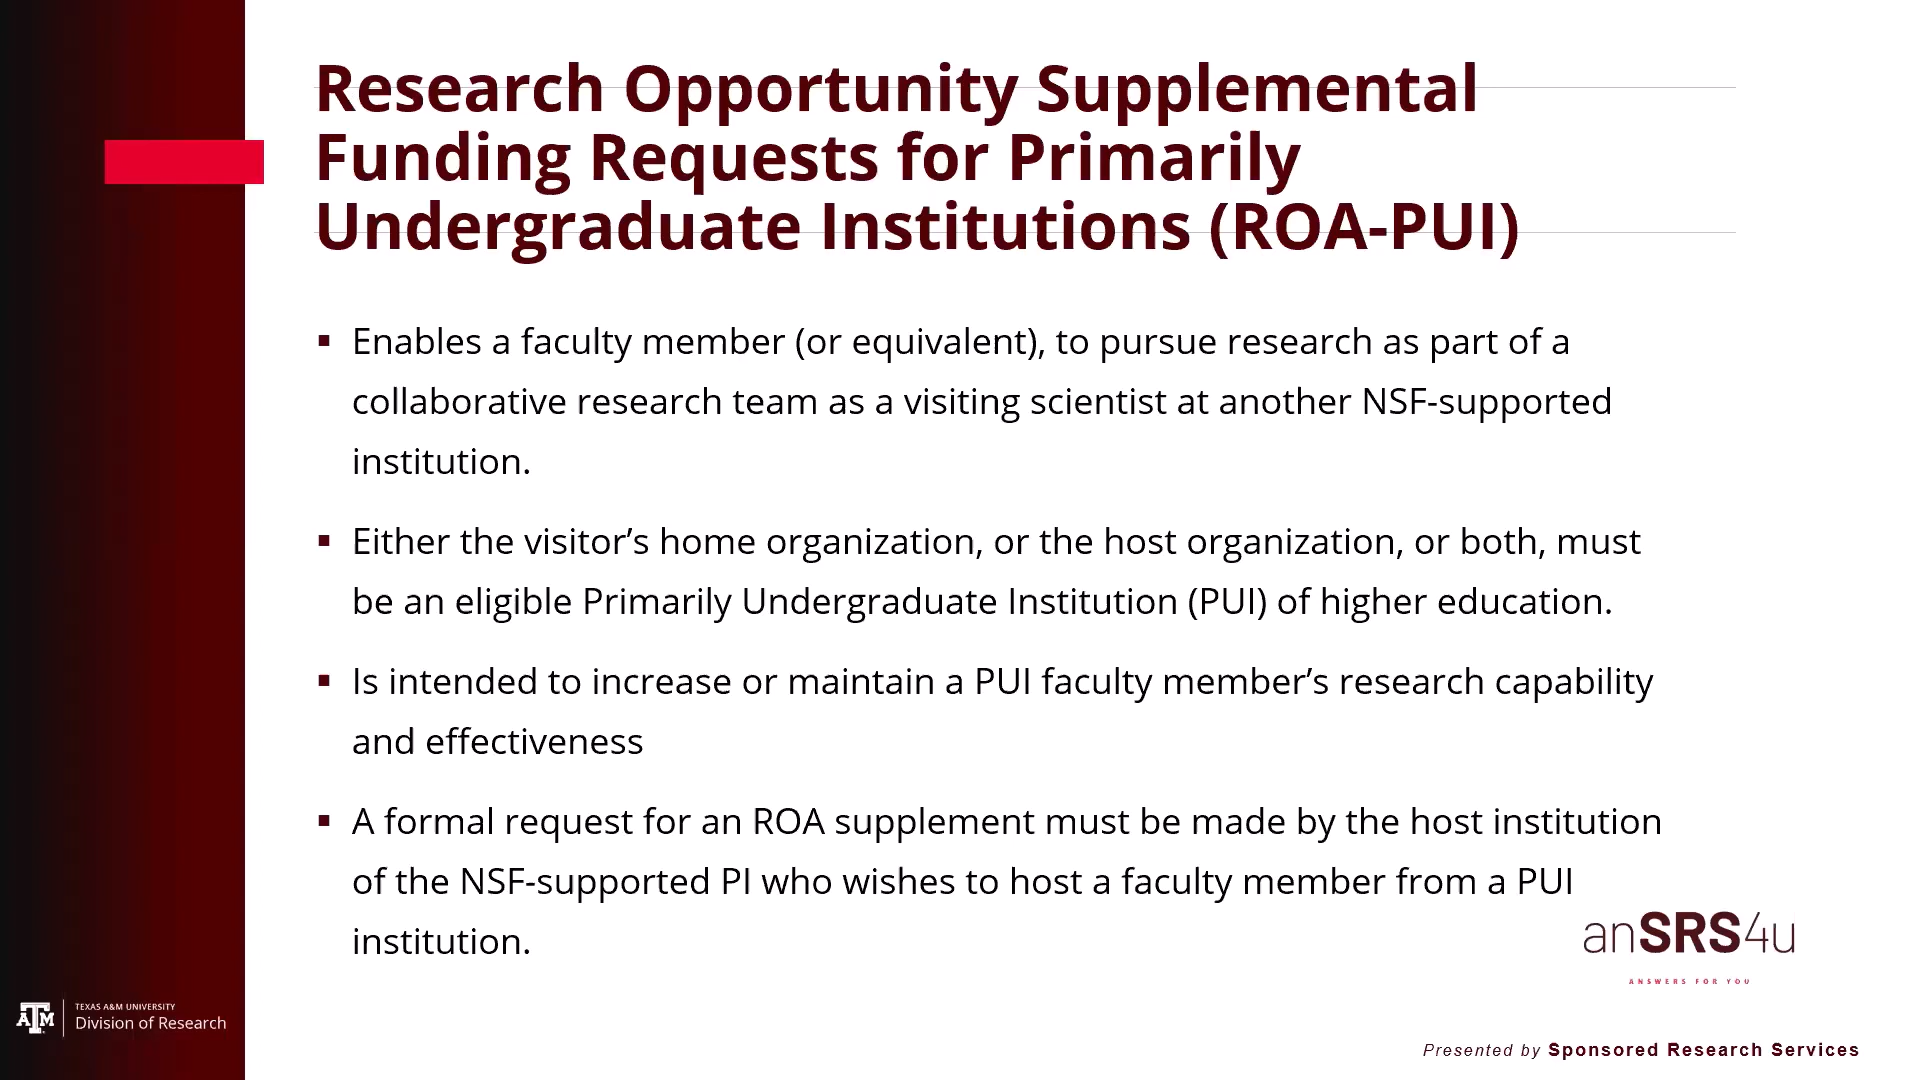 Research Opportunity Supplemental
Funding Requests for Primarily
Undergraduate Institutions (ROA-PUI)
▪ Enables a faculty member (or equivalent), to pursue research as part of a
collaborative research team as a visiting scientist at another NSF-supported
institution.
▪ Either the visitor’s home organization, or the host organization, or both, must
be an eligible Primarily Undergraduate Institution (PUI) of higher education.
▪ Is intended to increase or maintain a PUI faculty member’s research capability
and effectiveness
▪ A formal request for an ROA supplement must be made by the host institution
of the NSF-supported PI who wishes to host a faculty member from a PUI
institution.
anSRS4u
ANSWERS FOR YOU
ATM
TEXAS A&M UNIVERSITY
Division of Research
Presented by Sponsored Research Services